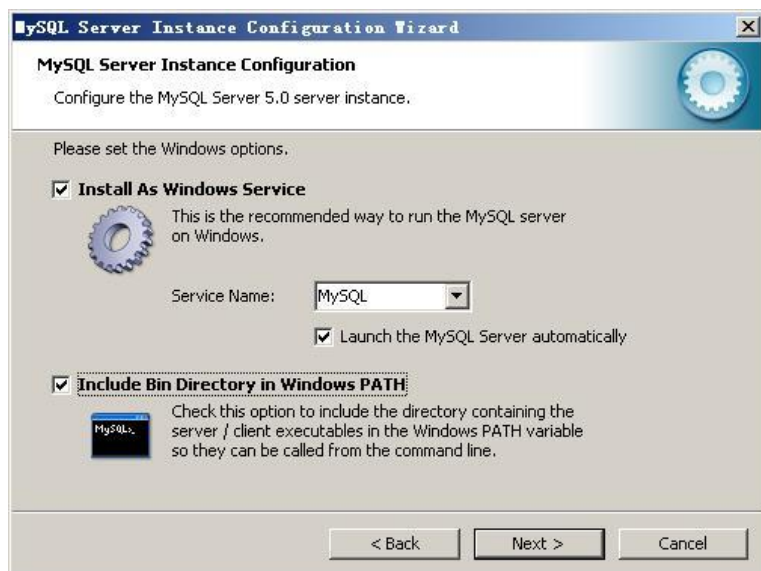 MySQL Server Instance Configuration Wizard
MySQL Server Instance Configuration
Configure the MySQL Server 5.0 server instance.
Please set the Windows options.
Install As Windows Service
This is the recommended way to run the MySQL server
on Windows.
Service Name:
MySQL
Launch the MySQL Server automatically
Include Bin Directory in Windows PATH
MySQL>_
Check this option to include the directory containing the
server / client executables in the Windows PATH variable
so they can be called from the command line.
< Back
Next >
Cancel